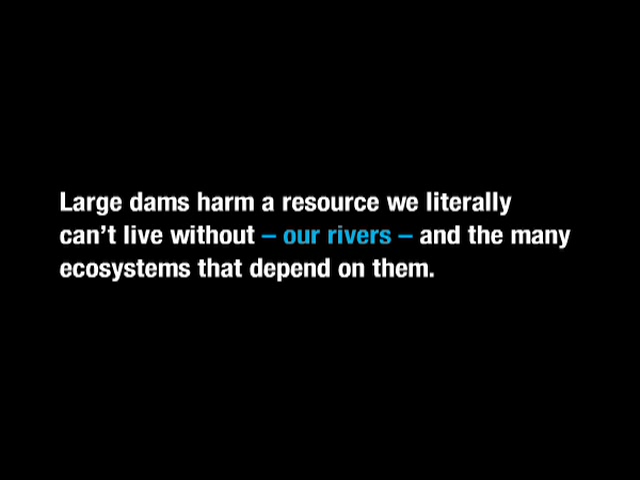 Large dams harm a resource we literally
can’t live without – our rivers – and the many
ecosystems that depend on them.